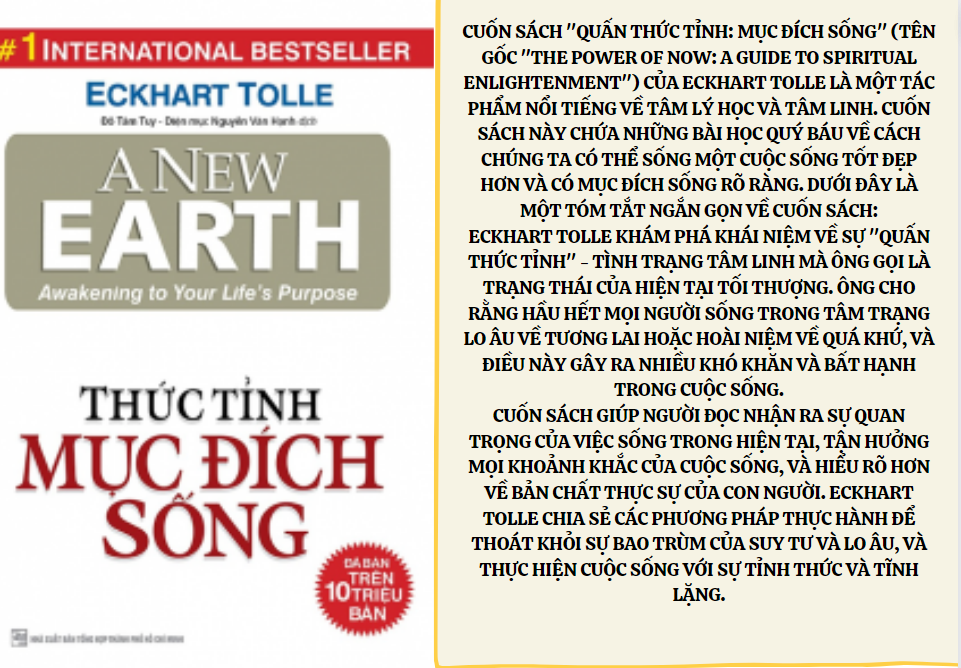 #1 INTERNATIONAL BESTSELLER
ECKHART TOLLE
Đỗ Tâm Tuy - Diện mục Nguyễn Văn Hạnh dịch
A NEW
EARTH
Awakening to Your Life's Purpose
THỨC TỈNH
MỤC ĐÍCH
SỐNG
ĐÃ BÁN
TRÊN
10 TRIỆU
BẢN
NHÀ XUẤT BẢN TỔNG HỢP THÀNH PHỐ HỒ CHÍ MINH
CUỐN SÁCH "QUẤN THỨC TỈNH: MỤC ĐÍCH SỐNG" (TÊN
GỐC "THE POWER OF NOW: A GUIDE TO SPIRITUAL
ENLIGHTENMENT") CỦA ECKHART TOLLE LÀ MỘT TÁC
PHẨM NỔI TIẾNG VỀ TÂM LÝ HỌC VÀ TÂM LINH. CUỐN
SÁCH NÀY CHỨA NHỮNG BÀI HỌC QUÝ BÁU VỀ CÁCH
CHÚNG TA CÓ THỂ SỐNG MỘT CUỘC SỐNG TỐT ĐẸP
HƠN VÀ CÓ MỤC ĐÍCH SỐNG RÕ RÀNG. DƯỚI ĐÂY LÀ
MỘT TÓM TẮT NGẮN GỌN VỀ CUỐN SÁCH:
ECKHART TOLLE KHÁM PHÁ KHÁI NIỆM VỀ SỰ "QUẤN
THỨC TỈNH" - TÌNH TRẠNG TÂM LINH MÀ ÔNG GỌI LÀ
TRẠNG THÁI CỦA HIỆN TẠI TỐI THƯỢNG. ÔNG CHO
RẰNG HẦU HẾT MỌI NGƯỜI SỐNG TRONG TÂM TRẠNG
LO ÂU VỀ TƯƠNG LAI HOẶC HOÀI NIỆM VỀ QUÁ KHỨ, VÀ
ĐIỀU NÀY GÂY RA NHIỀU KHÓ KHĂN VÀ BẤT HẠNH
TRONG CUỘC SỐNG.
CUỐN SÁCH GIÚP NGƯỜI ĐỌC NHẬN RA SỰ QUAN
TRỌNG CỦA VIỆC SỐNG TRONG HIỆN TẠI, TẬN HƯỞNG
MỌI KHOẢNH KHẮC CỦA CUỘC SỐNG, VÀ HIỂU RÕ HƠN
VỀ BẢN CHẤT THỰC SỰ CỦA CON NGƯỜI. ECKHART
TOLLE CHIA SẺ CÁC PHƯƠNG PHÁP THỰC HÀNH ĐỂ
THOÁT KHỎI SỰ BAO TRÙM CỦA SUY TƯ VÀ LO ÂU, VÀ
THỰC HIỆN CUỘC SỐNG VỚI SỰ TỈNH THỨC VÀ TĨNH
LẶNG.